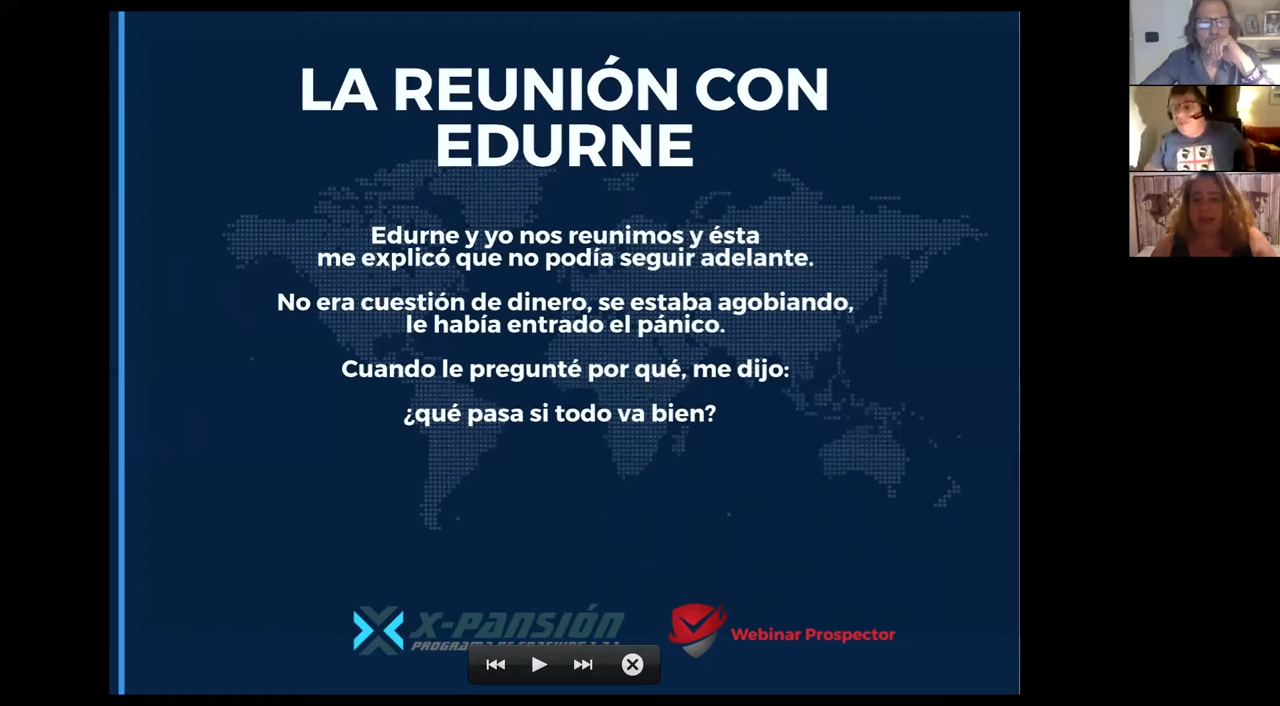 LA REUNIÓN CON
EDURNE
Edurne y yo nos reunimos y ésta
me explicó que no podía seguir adelante.
No era cuestión de dinero, se estaba agobiando,
le había entrado el pánico.
Cuando le pregunté por qué, me dijo:
¿qué pasa si todo va bien?
X-PANSIÓN
Webinar Prospector